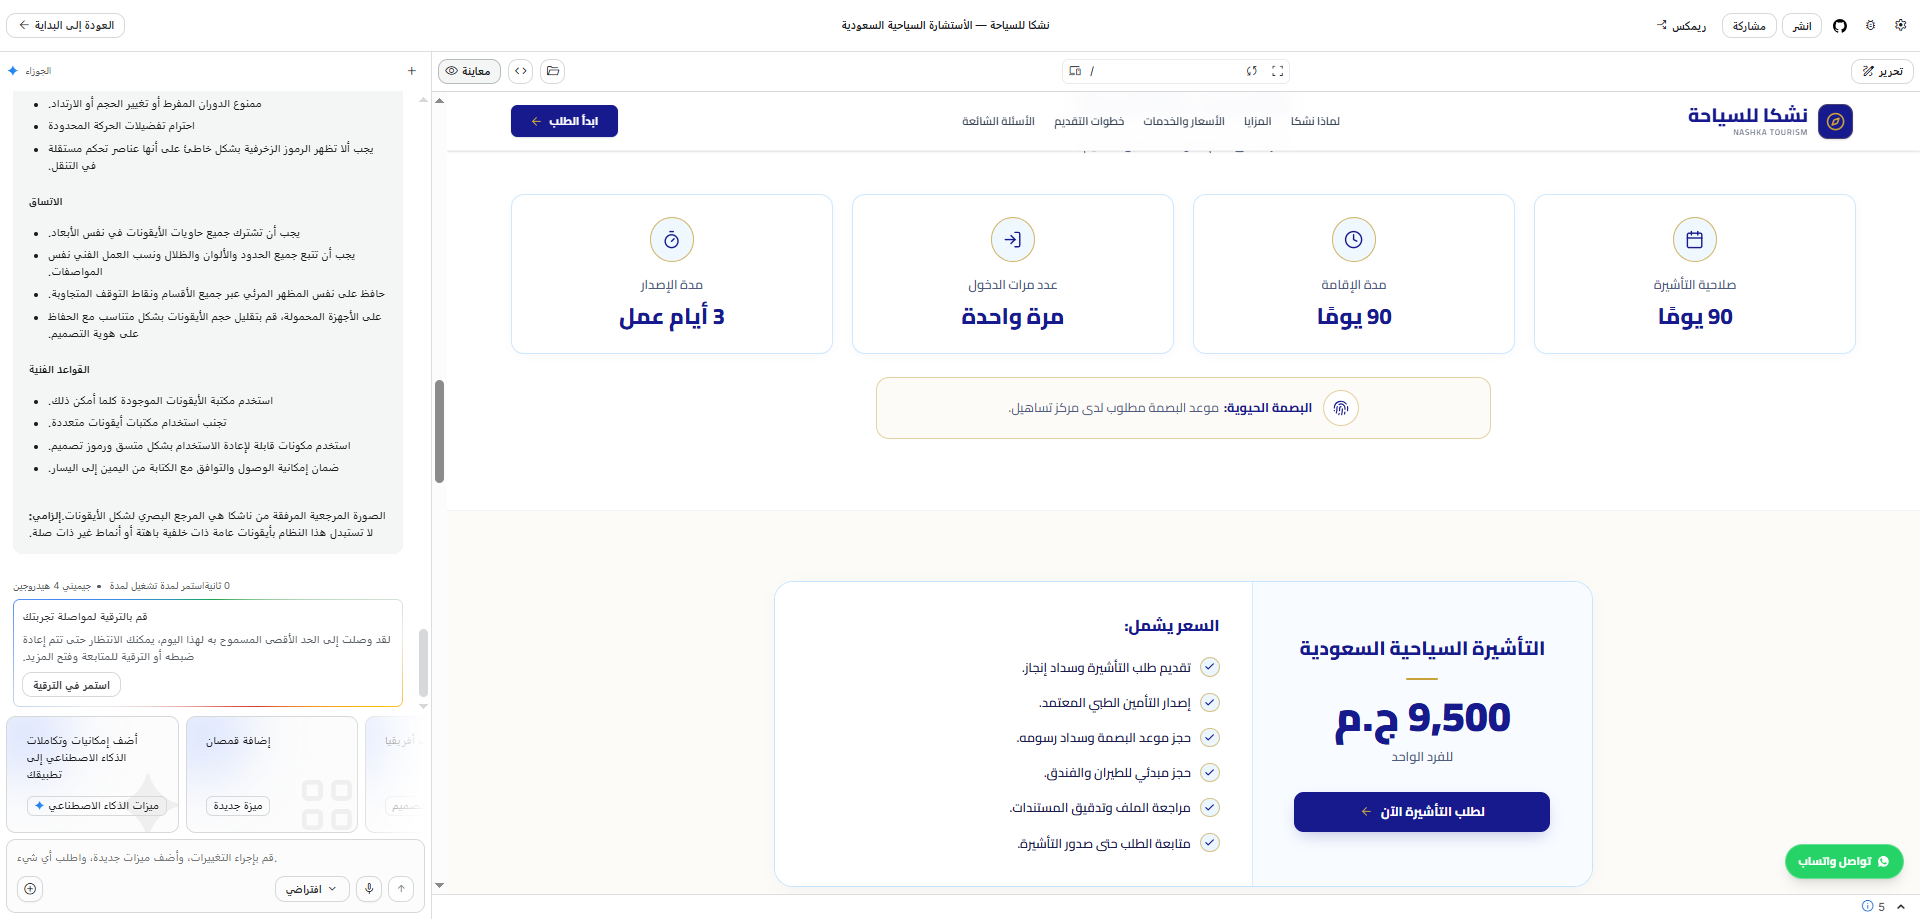 العودة إلى البداية
نشكا للسياحة — الأستشارة السياحية السعودية
ريمكس
مشاركة
انشر
الجوزاء
معاينة
/
تحرير
ممنوع الدوران المفرط أو تغيير الحجم أو الارتداد.
احترام تفضيلات الحركة المحدودة
يجب ألا تظهر الرموز الزخرفية بشكل خاطئ على أنها عناصر تحكم مستقلة
في التنقل.
الاتساق
يجب أن تشترك جميع حاويات الأيقونات في نفس الأبعاد.
يجب أن تتبع جميع الحدود والألوان والظلال ونسب العمل الفني نفس
المواصفات.
حافظ على نفس المظهر المرئي عبر جميع الأقسام ونقاط التوقف المتجاوبة.
على الأجهزة المحمولة، قم بتقليل حجم الأيقونات بشكل متناسب مع الحفاظ
على هوية التصميم.
القواعد الفنية
استخدم مكتبة الأيقونات الموجودة كلما أمكن ذلك.
تجنب استخدام مكتبات أيقونات متعددة.
استخدم مكونات قابلة لإعادة الاستخدام بشكل متسق ورموز تصميم.
ضمان إمكانية الوصول والتوافق مع الكتابة من اليمين إلى اليسار.
الصورة المرجعية المرفقة من ناشكا هي المرجع البصري لشكل الأيقونات.إلزامي:
لا تستبدل هذا النظام بأيقونات عامة ذات خلفية باهتة أو أنماط غير ذات صلة.
0 ثانيةاستمر لمدة تشغيل لمدة • جيميني 4 هيدروجين
قم بالترقية لمواصلة تجربتك
لقد وصلت إلى الحد الأقصى المسموح به لهذا اليوم، يمكنك الانتظار حتى تتم إعادة
ضبطه أو الترقية للمتابعة وفتح المزيد.
استمر في الترقية
أضف إمكانيات وتكاملات
الذكاء الاصطناعي إلى
تطبيقك
ميزات الذكاء الاصطناعي
إضافة قمصان
ميزة جديدة
قم بإجراء التغييرات، وأضف ميزات جديدة، واطلب أي شيء.
افتراضي
نشكا للسياحة
NASHKA TOURISM
لماذا نشكا
المزايا
الأسعار والخدمات
خطوات التقديم
الأسئلة الشائعة
ابدأ الطلب
صلاحية التأشيرة
90 يومًا
مدة الإقامة
90 يومًا
عدد مرات الدخول
مرة واحدة
مدة الإصدار
3 أيام عمل
البصمة الحيوية: موعد البصمة مطلوب لدى مركز تساهيل.
التأشيرة السياحية السعودية
9,500 ج.م
للفرد الواحد
لطلب التأشيرة الآن
السعر يشمل:
تقديم طلب التأشيرة وسداد إنجاز.
إصدار التأمين الطبي المعتمد.
حجز موعد البصمة وسداد رسومه.
حجز مبدئي للطيران والفندق.
مراجعة الملف وتدقيق المستندات.
متابعة الطلب حتى صدور التأشيرة.
تواصل واتساب
5